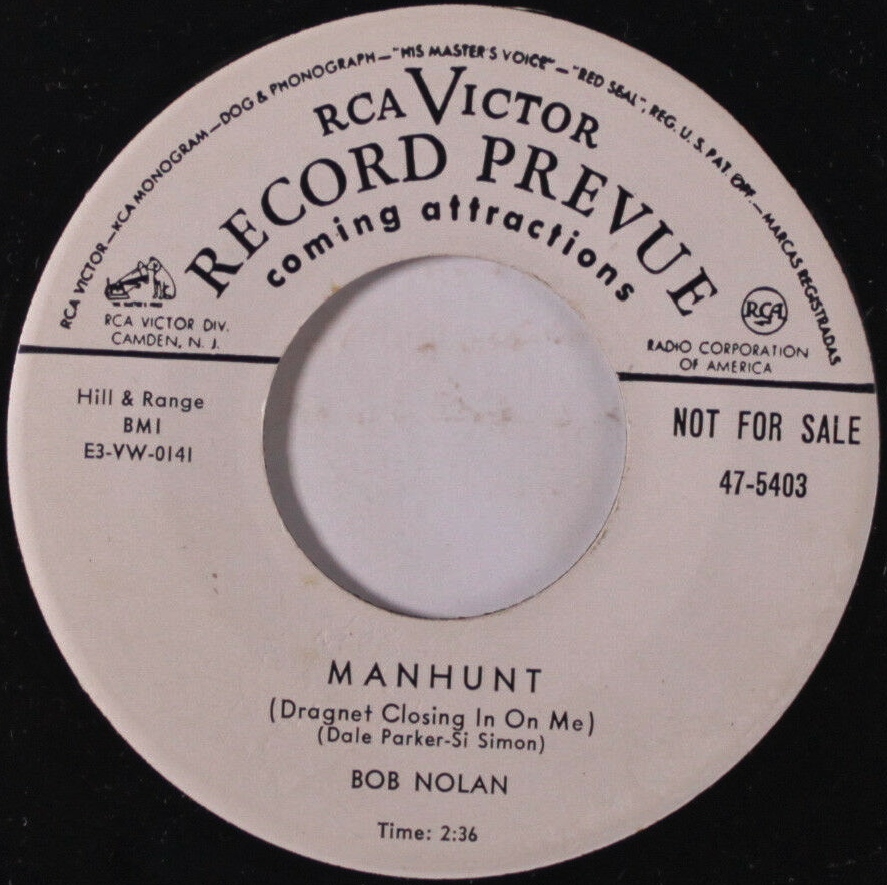 RCA VICTOR—RCA MONOGRAM—DOG & PHONOGRAPH—"HIS MASTER'S VOICE"—"RED SEAL", REG. U. S. PAT. OFF.—MARCAS REGISTRADAS
RCA VICTOR
RECORD PREVUE
coming attractions
"HIS MASTER'S VOICE"
RCA VICTOR DIV.
CAMDEN, N. J.
RCA
RADIO CORPORATION
OF AMERICA
Hill & Range
BMI
E3-VW-0141
NOT FOR SALE
47-5403
MANHUNT
(Dragnet Closing In On Me)
(Dale Parker-Si Simon)
BOB NOLAN
Time: 2:36